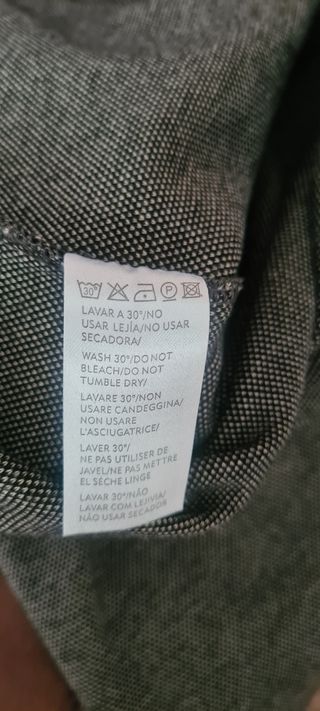 30°
P
LAVAR A 30°/NO
USAR LEJÍA/NO USAR
SECADORA/
WASH 30°/DO NOT
BLEACH/DO NOT
TUMBLE DRY/
LAVARE 30°/NON
USARE CANDEGGINA/
NON USARE
L'ASCIUGATRICE/
LAVER 30°/
NE PAS UTILISER DE
JAVEL/NE PAS METTRE
EL SÉCHE LINGE
LAVAR 30°/NÃO
LAVAR COM LEJIVIA/
NÃO USAR SECADOR